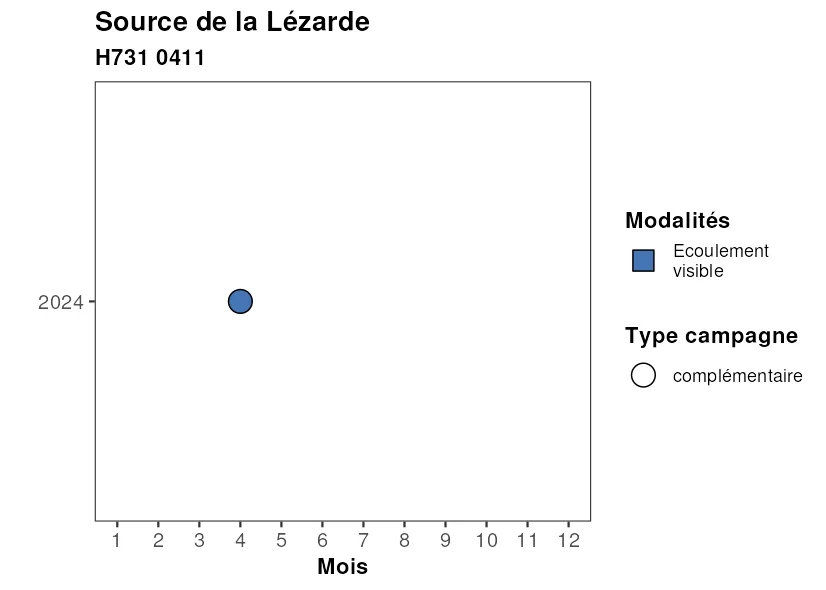 Source de la Lézarde
H731 0411
2024
1 2 3 4 5 6 7 8 9 10 11 12
Mois
Modalités
Ecoulement
visible
Type campagne
complémentaire